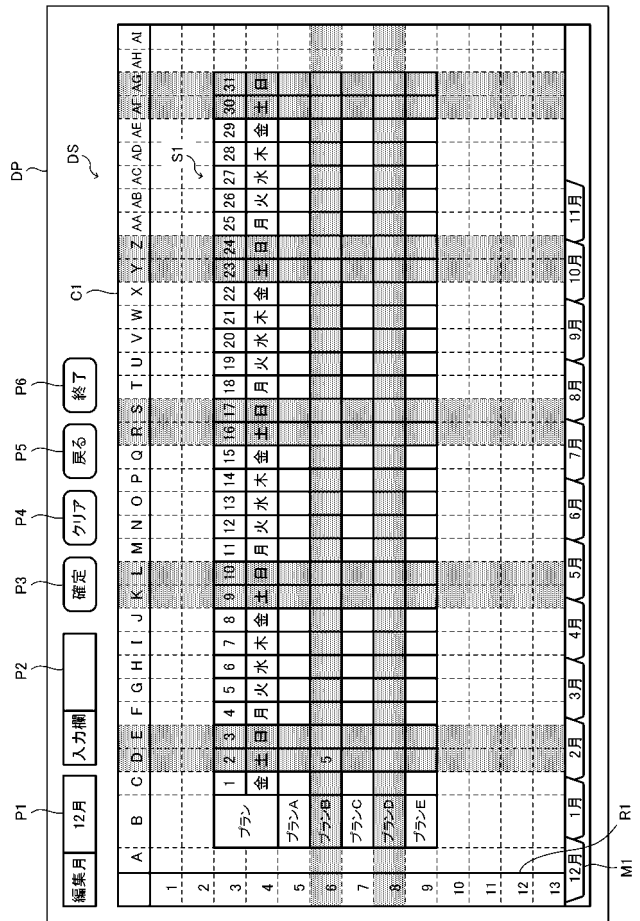 DP
DS
P1 P2 P3 P4 P5 P6 C1 S1
編集月 12月 入力欄 確定 クリア 戻る 終了
A B C D E F G H I J K L M N O P Q R S T U V W X Y Z AA AB AC AD AE AF AG AH AI
1
2
3 プラン 1 2 3 4 5 6 7 8 9 10 11 12 13 14 15 16 17 18 19 20 21 22 23 24 25 26 27 28 29 30 31
4 金 土 日 月 火 水 木 金 土 日 月 火 水 木 金 土 日 月 火 水 木 金 土 日 月 火 水 木 金 土 日
5 プランA
6 プランB 5
7 プランC
8 プランD
9 プランE
10
11
12
13
12月 1月 2月 3月 4月 5月 6月 7月 8月 9月 10月 11月
M1 R1